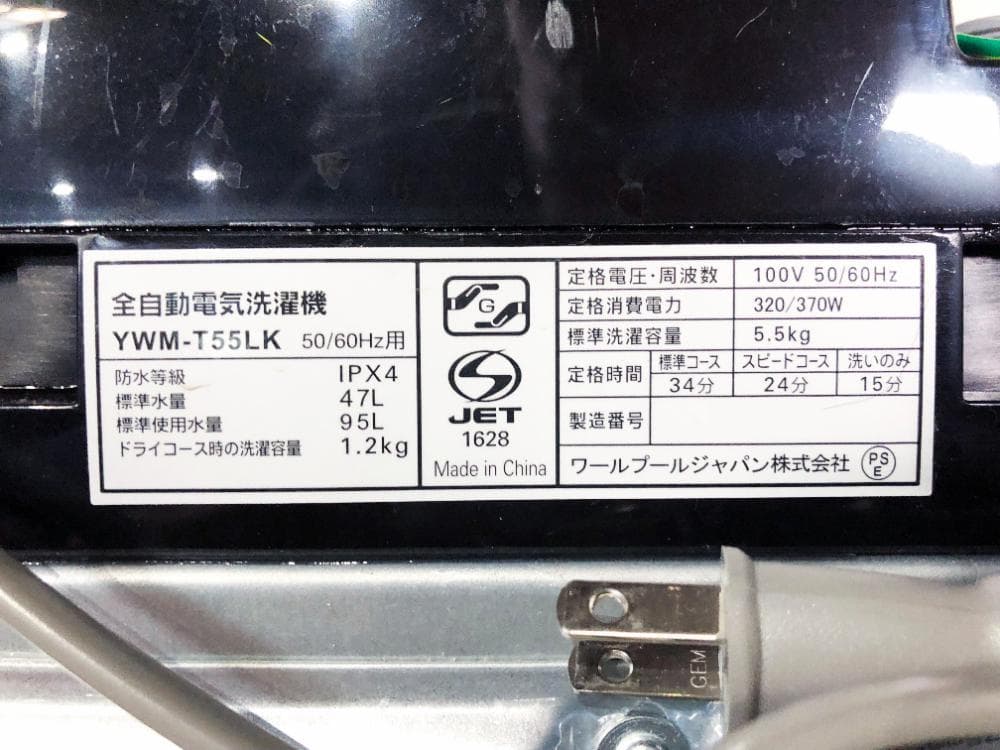 全自動電気洗濯機
YWM-T55LK 50/60Hz用
防水等級 IPX4
標準水量 47L
標準使用水量 95L
ドライコース時の洗濯容量 1.2kg
G
JET
1628
Made in China
定格電圧・周波数 100V 50/60Hz
定格消費電力 320/370W
標準洗濯容量 5.5kg
定格時間 標準コース スピードコース 洗いのみ
34分 24分 15分
製造番号
ワールプールジャパン株式会社 PSE
GEM